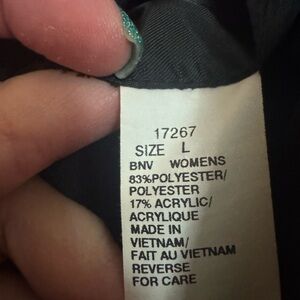 17267
SIZE L
BNV WOMENS
83%POLYESTER/
POLYESTER
17% ACRYLIC/
ACRYLIQUE
MADE IN
VIETNAM/
FAIT AU VIETNAM
REVERSE
FOR CARE